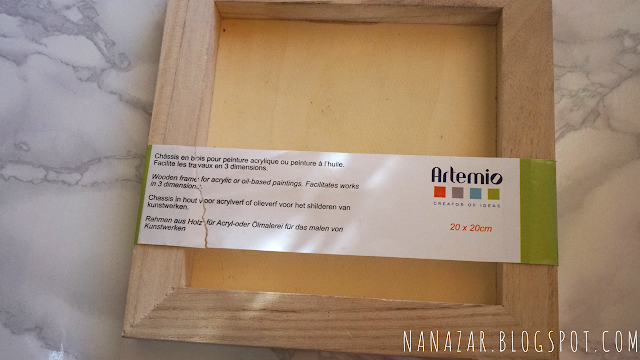 Châssis en bois pour peinture acrylique ou peinture à l'huile.
Facilite les travaux en 3 dimensions.
Wooden frame for acrylic or oil-based paintings. Facilitates works
in 3 dimensions.
Chassis in hout voor acrylverf of olieverf voor het shilderen van
kunstwerken.
Rahmen aus Holz für Acryl-oder Ölmalerei für das malen von
Kunstwerken
Artemio
CREATOR OF IDEAS
20 x 20cm
NANAZAR.BLOGSPOT.COM